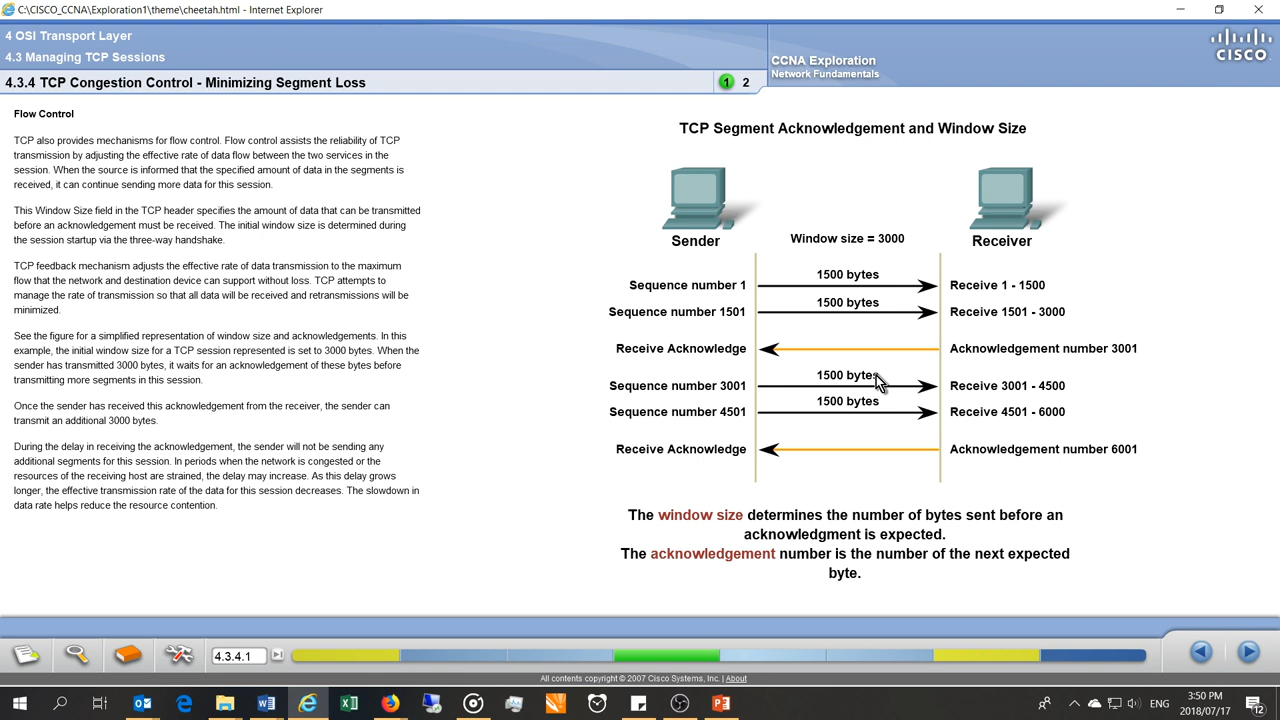 C:\CISCO_CCNA\Exploration1\theme\cheetah.html - Internet Explorer
4 OSI Transport Layer
4.3 Managing TCP Sessions
4.3.4 TCP Congestion Control - Minimizing Segment Loss
1 2
CCNA Exploration
Network Fundamentals
CISCO
Flow Control
TCP also provides mechanisms for flow control. Flow control assists the reliability of TCP
transmission by adjusting the effective rate of data flow between the two services in the
session. When the source is informed that the specified amount of data in the segments is
received, it can continue sending more data for this session.
This Window Size field in the TCP header specifies the amount of data that can be transmitted
before an acknowledgement must be received. The initial window size is determined during
the session startup via the three-way handshake.
TCP feedback mechanism adjusts the effective rate of data transmission to the maximum
flow that the network and destination device can support without loss. TCP attempts to
manage the rate of transmission so that all data will be received and retransmissions will be
minimized.
See the figure for a simplified representation of window size and acknowledgements. In this
example, the initial window size for a TCP session represented is set to 3000 bytes. When the
sender has transmitted 3000 bytes, it waits for an acknowledgement of these bytes before
transmitting more segments in this session.
Once the sender has received this acknowledgement from the receiver, the sender can
transmit an additional 3000 bytes.
During the delay in receiving the acknowledgement, the sender will not be sending any
additional segments for this session. In periods when the network is congested or the
resources of the receiving host are strained, the delay may increase. As this delay grows
longer, the effective transmission rate of the data for this session decreases. The slowdown in
data rate helps reduce the resource contention.
TCP Segment Acknowledgement and Window Size
Sender
Window size = 3000
Receiver
1500 bytes
Sequence number 1
Receive 1 - 1500
1500 bytes
Sequence number 1501
Receive 1501 - 3000
Receive Acknowledge
Acknowledgement number 3001
1500 bytes
Sequence number 3001
Receive 3001 - 4500
1500 bytes
Sequence number 4501
Receive 4501 - 6000
Receive Acknowledge
Acknowledgement number 6001
The window size determines the number of bytes sent before an
acknowledgment is expected.
The acknowledgement number is the number of the next expected
byte.
4.3.4.1
All contents copyright © 2007 Cisco Systems, Inc. | About
3:50 PM
ENG
2018/07/17
12